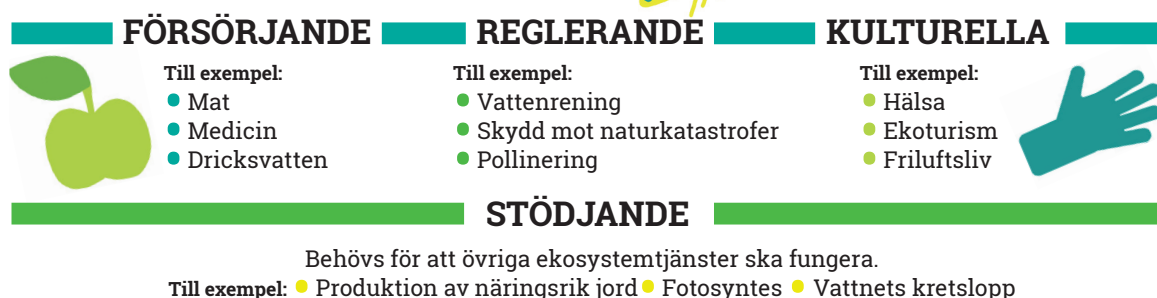 FÖRSÖRJANDE REGLERANDE KULTURELLA
Till exempel:
• Mat
• Medicin
• Dricksvatten
Till exempel:
• Vattenrening
• Skydd mot naturkatastrofer
• Pollinering
Till exempel:
• Hälsa
• Ekoturism
• Friluftsliv
STÖDJANDE
Behövs för att övriga ekosystemtjänster ska fungera.
Till exempel: • Produktion av näringsrik jord • Fotosyntes • Vattnets kretslopp